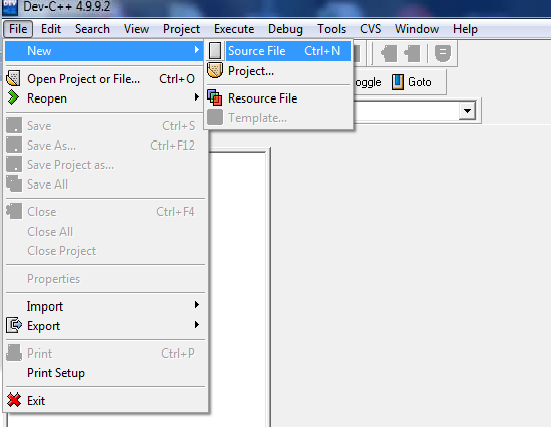 DEV Dev-C++ 4.9.9.2
File Edit Search View Project Execute Debug Tools CVS Window Help
New
Source File Ctrl+N
Project...
Resource File
Template...
oggle Goto
Open Project or File... Ctrl+O
Reopen
Save Ctrl+S
Save As... Ctrl+F12
Save Project as...
Save All
Close Ctrl+F4
Close All
Close Project
Properties
Import
Export
Print Ctrl+P
Print Setup
Exit